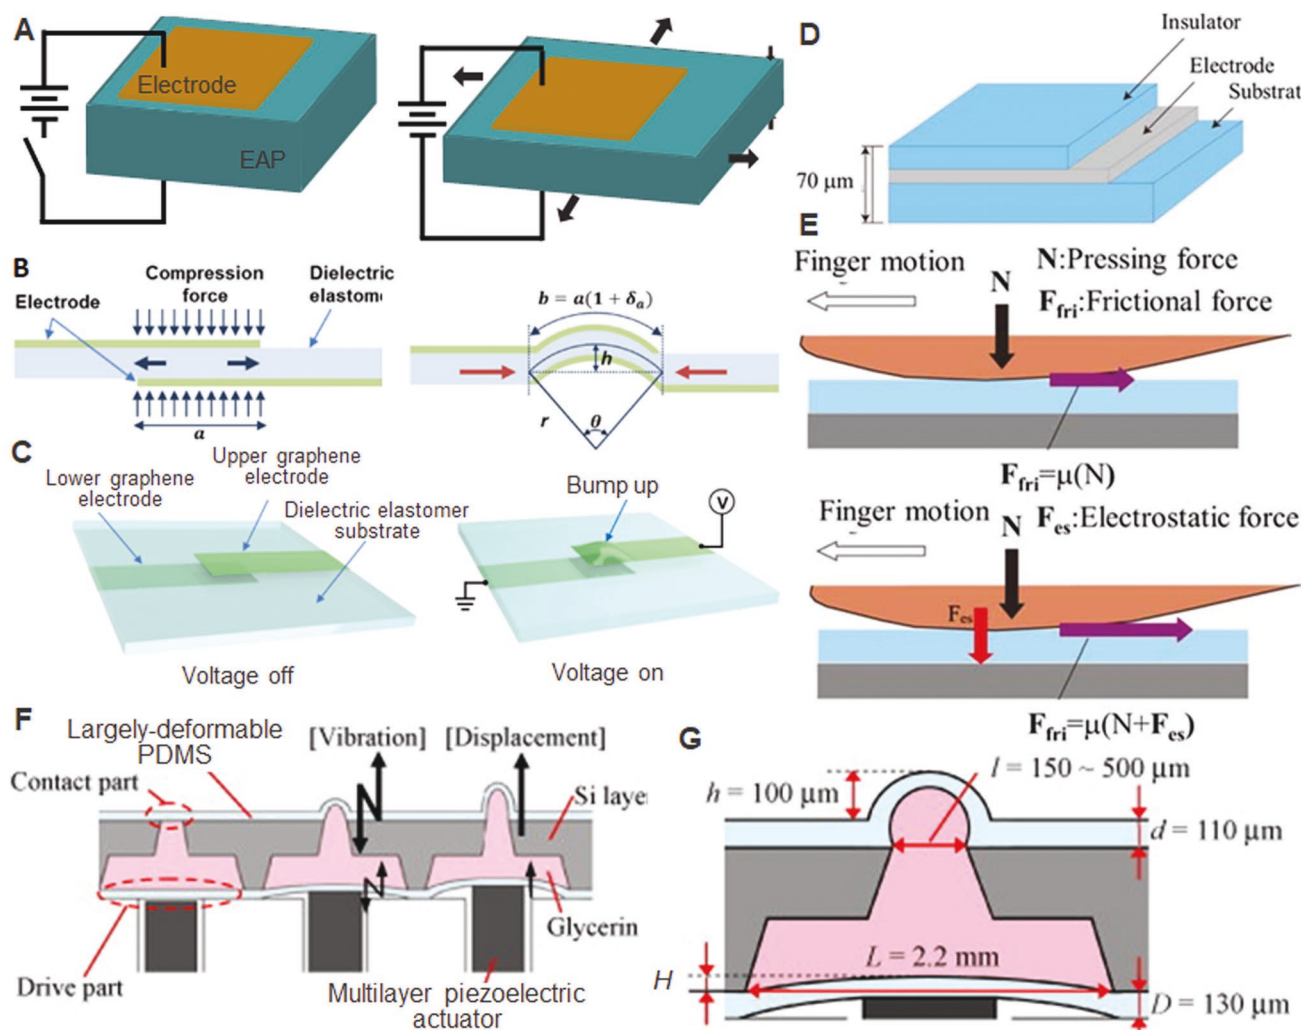 A
Electrode
EAP
B
Compression
force
Dielectric
elastome
Electrode
a
b = a(1 + δₐ)
h
r
θ
C
Lower graphene
electrode
Upper graphene
electrode
Dielectric elastomer
substrate
Voltage off
Bump up
V
Voltage on
D
Insulator
Electrode
Substrat
70 μm
E
Finger motion
N
N:Pressing force
Ffri:Frictional force
Ffri=μ(N)
Finger motion
N
Fes:Electrostatic force
Fes
Ffri=μ(N+Fes)
F
Largely-deformable
PDMS
Contact part
[Vibration]
[Displacement]
Si laye
Glycerin
Drive part
Multilayer piezoelectric
actuator
G
l = 150 ~ 500 μm
h = 100 μm
d = 110 μm
L = 2.2 mm
H
D = 130 μm